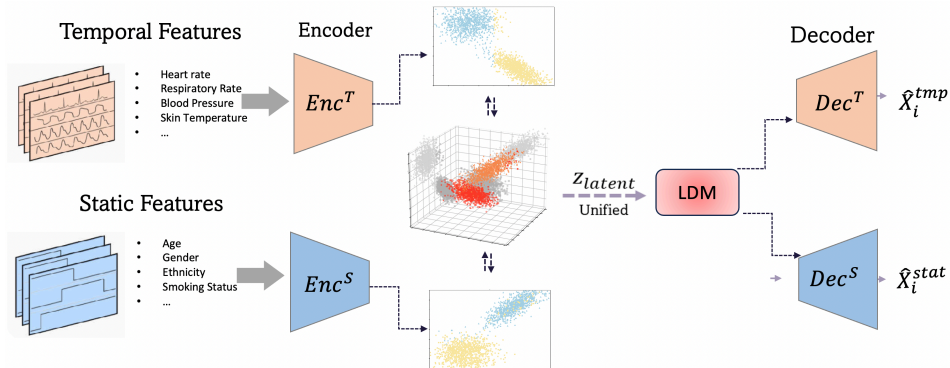 Temporal Features
Encoder
Decoder
• Heart rate
• Respiratory Rate
• Blood Pressure
• Skin Temperature
• ...
Enc^T
Dec^T
X̂_i^tmp
Z_latent
Unified
LDM
Static Features
• Age
• Gender
• Ethnicity
• Smoking Status
• ...
Enc^S
Dec^S
X̂_i^stat